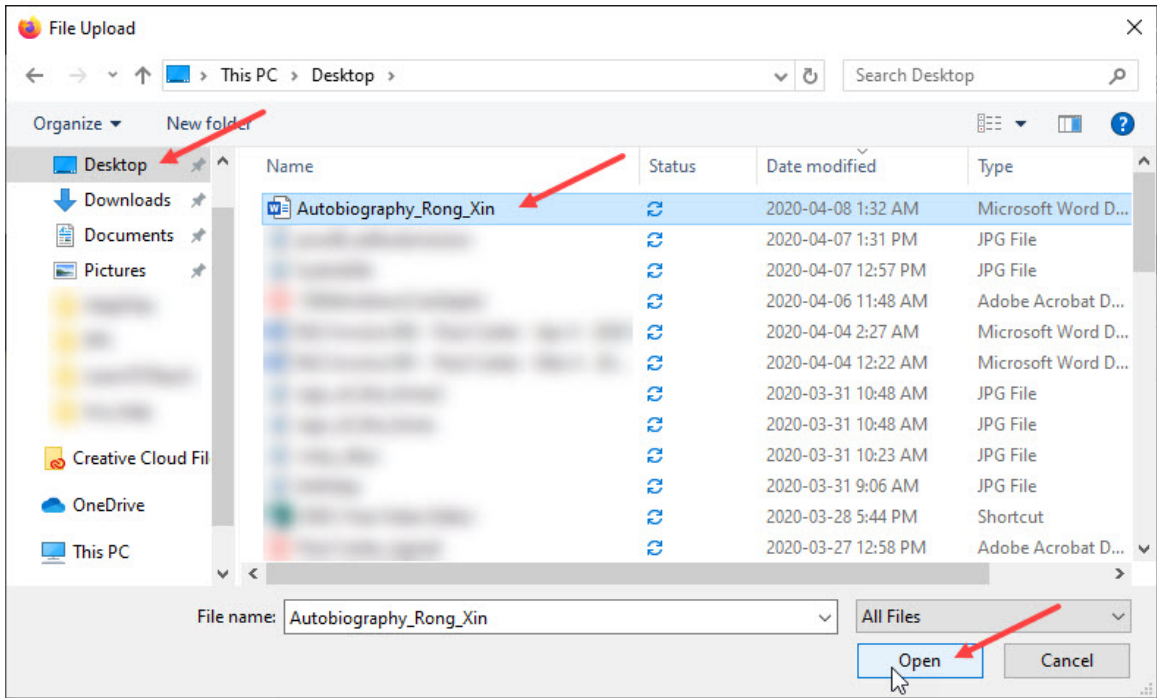 File Upload
This PC > Desktop >
Search Desktop
Organize
New folder
Desktop
Downloads
Documents
Pictures
Creative Cloud Fil
OneDrive
This PC
Name Status Date modified Type
Autobiography_Rong_Xin 2020-04-08 1:32 AM Microsoft Word D...
2020-04-07 1:31 PM JPG File
2020-04-07 12:57 PM JPG File
2020-04-06 11:48 AM Adobe Acrobat D...
2020-04-04 2:27 AM Microsoft Word D...
2020-04-04 12:22 AM Microsoft Word D...
2020-03-31 10:48 AM JPG File
2020-03-31 10:48 AM JPG File
2020-03-31 10:23 AM JPG File
2020-03-31 9:06 AM JPG File
2020-03-28 5:44 PM Shortcut
2020-03-27 12:58 PM Adobe Acrobat D...
File name: Autobiography_Rong_Xin All Files
Open Cancel